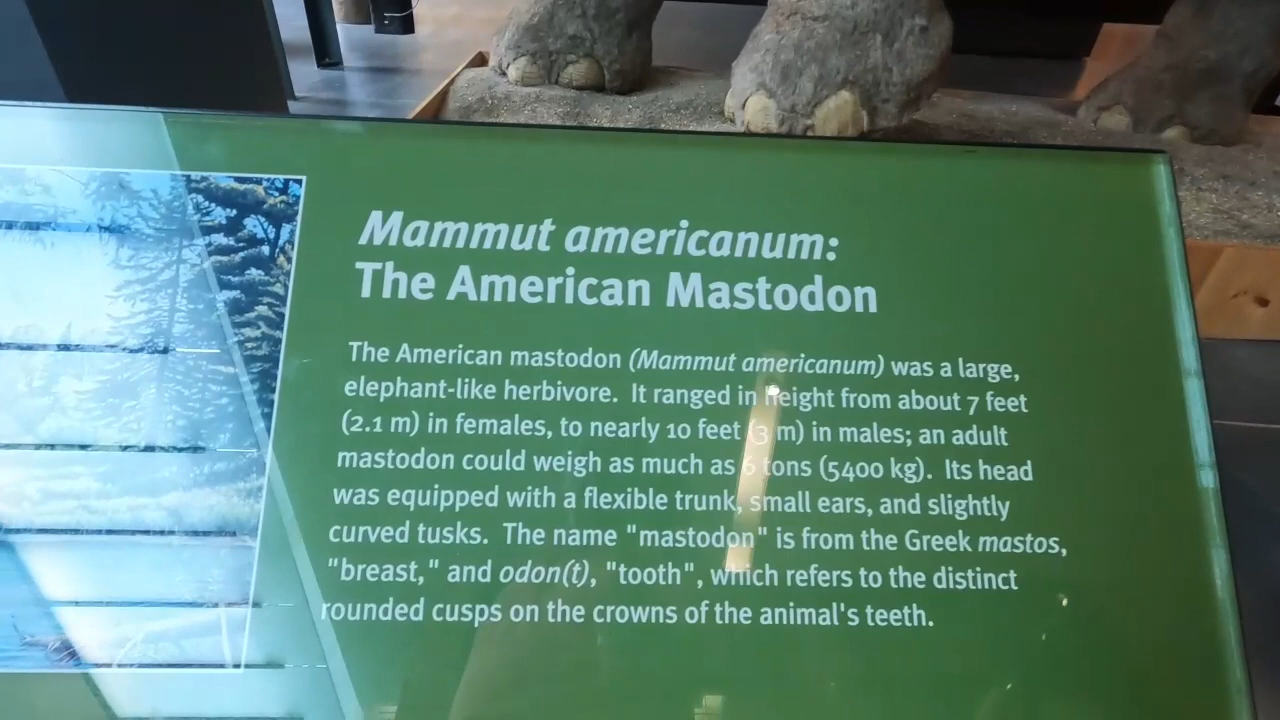 Mammut americanum:
The American Mastodon
The American mastodon (Mammut americanum) was a large,
elephant-like herbivore. It ranged in height from about 7 feet
(2.1 m) in females, to nearly 10 feet (3 m) in males; an adult
mastodon could weigh as much as 6 tons (5400 kg). Its head
was equipped with a flexible trunk, small ears, and slightly
curved tusks. The name "mastodon" is from the Greek mastos,
"breast," and odon(t), "tooth", which refers to the distinct
rounded cusps on the crowns of the animal's teeth.